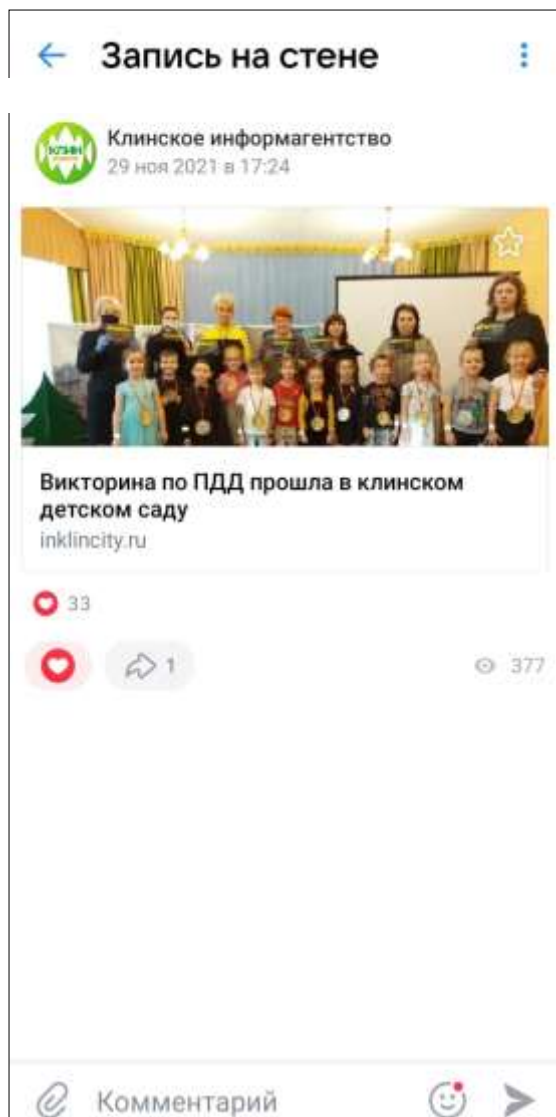 Запись на стене
КЛИН
Клинское информагентство
29 ноя 2021 в 17:24
Викторина по ПДД прошла в клинском
детском саду
inklincity.ru
33
1
377
Комментарий